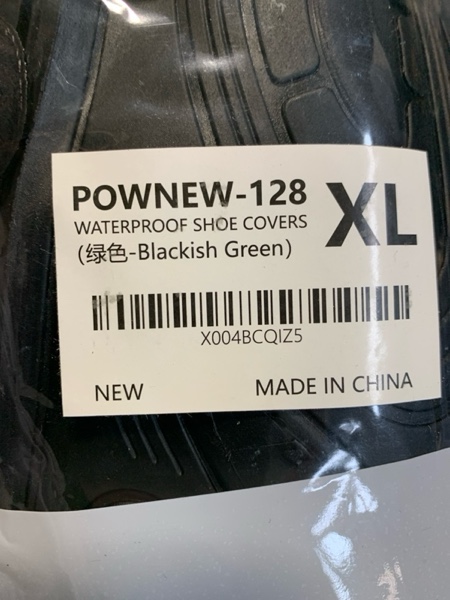 POWNEW-128
XL
WATERPROOF SHOE COVERS
(绿色-Blackish Green)
X004BCQIZ5
NEW
MADE IN CHINA